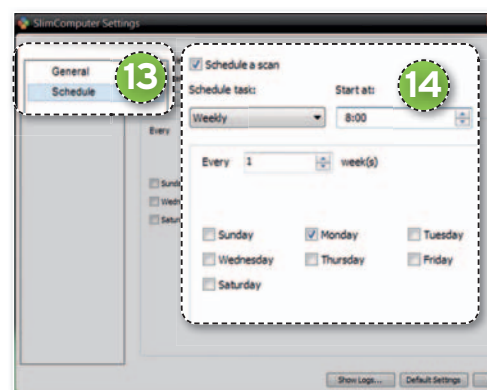 SlimComputer Settings
General
Schedule
13
Schedule a scan
14
Schedule task:
Start at:
Weekly
8:00
Every
Every 1 week(s)
Sunday
Monday
Tuesday
Wednesday
Thursday
Friday
Saturday
Show Logs...
Default Settings